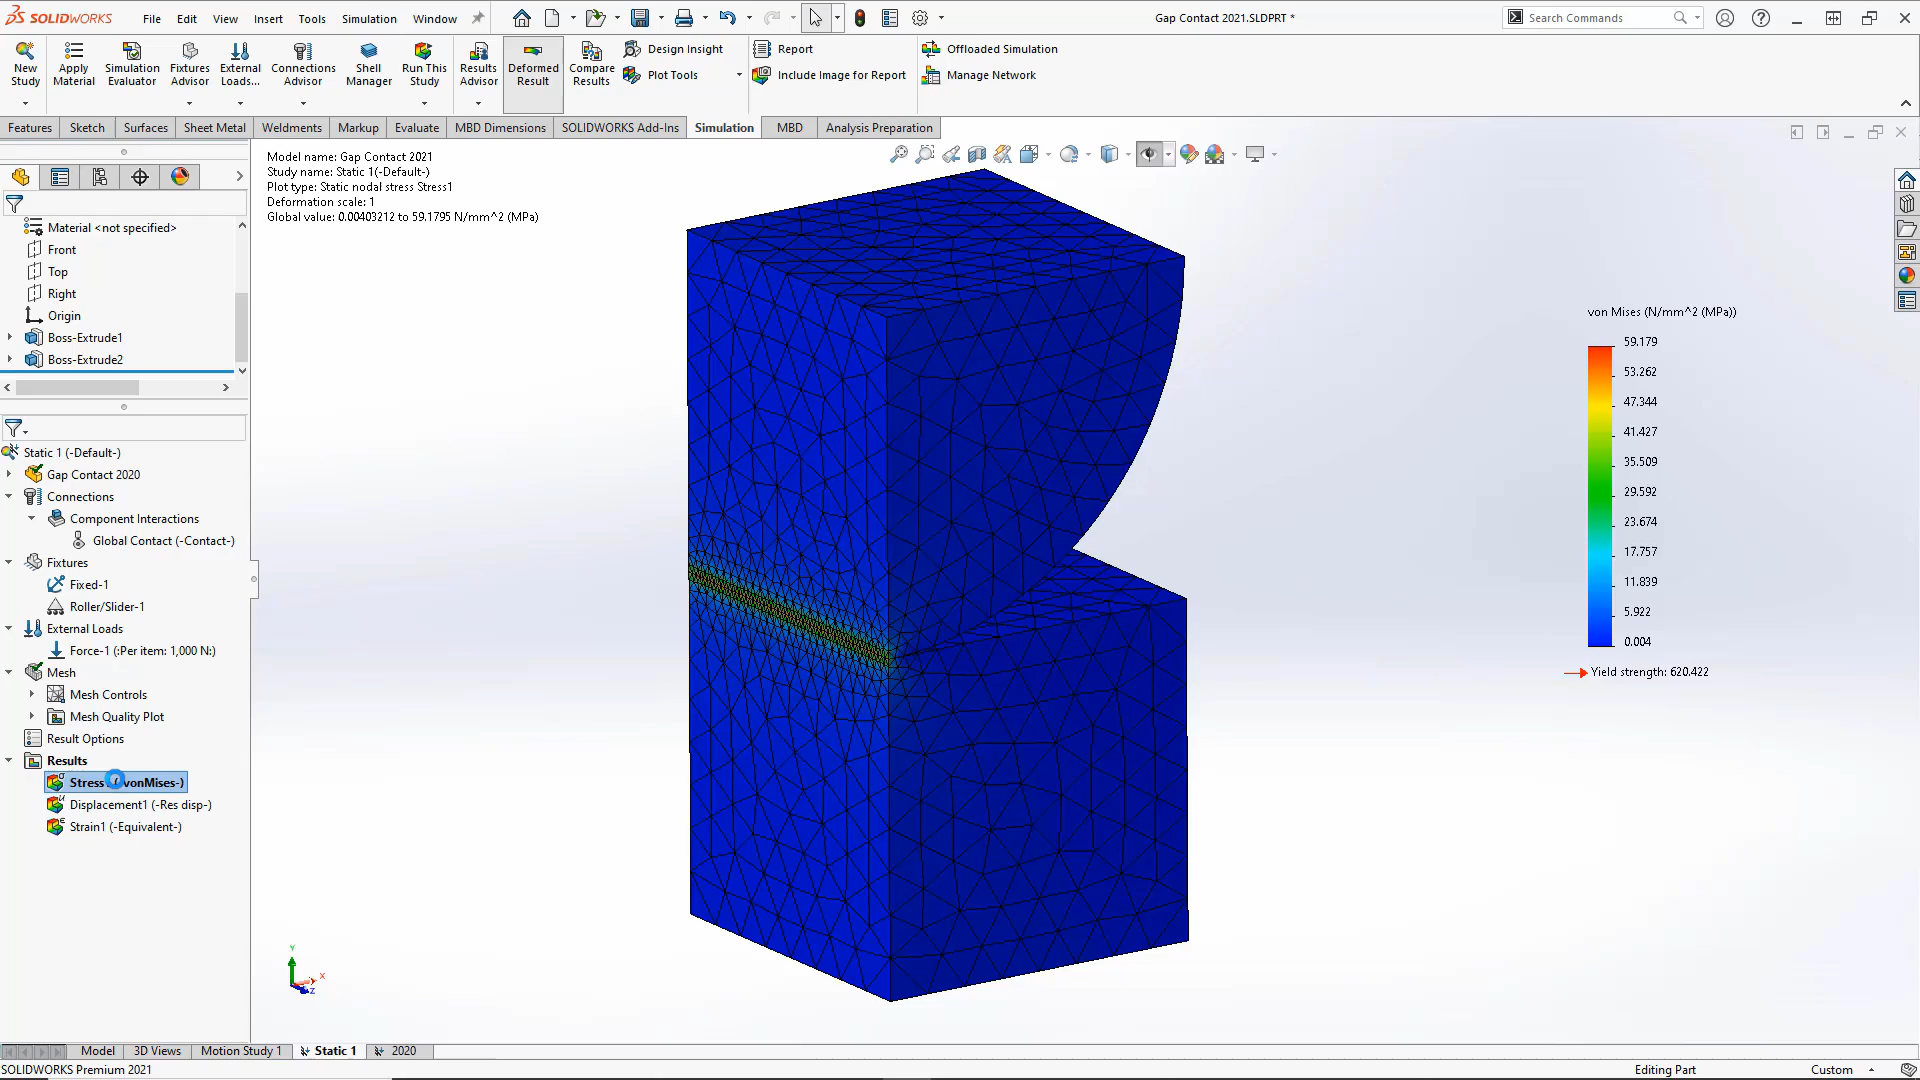 SOLIDWORKS File Edit View Insert Tools Simulation Window Gap Contact 2021.SLDPRT * Search Commands
New Study
Apply Material
Simulation Evaluator
Fixtures Advisor
External Loads...
Connections Advisor
Shell Manager
Run This Study
Results Advisor
Deformed Result
Compare Results
Design Insight
Plot Tools
Report
Include Image for Report
Offloaded Simulation
Manage Network
Features Sketch Surfaces Sheet Metal Weldments Markup Evaluate MBD Dimensions SOLIDWORKS Add-Ins Simulation MBD Analysis Preparation
Material <not specified>
Front
Top
Right
Origin
Boss-Extrude1
Boss-Extrude2
Static 1 (-Default-)
Gap Contact 2020
Connections
Component Interactions
Global Contact (-Contact-)
Fixtures
Fixed-1
Roller/Slider-1
External Loads
Force-1 (:Per item: 1,000 N:)
Mesh
Mesh Controls
Mesh Quality Plot
Result Options
Results
Stress vonMises-)
Displacement1 (-Res disp-)
Strain1 (-Equivalent-)
Model name: Gap Contact 2021
Study name: Static 1(-Default-)
Plot type: Static nodal stress Stress1
Deformation scale: 1
Global value: 0.00403212 to 59.1795 N/mm^2 (MPa)
von Mises (N/mm^2 (MPa))
59.179
53.262
47.344
41.427
35.509
29.592
23.674
17.757
11.839
5.922
0.004
Yield strength: 620.422
Y
X
Z
Model 3D Views Motion Study 1 Static 1 2020
SOLIDWORKS Premium 2021 Editing Part Custom